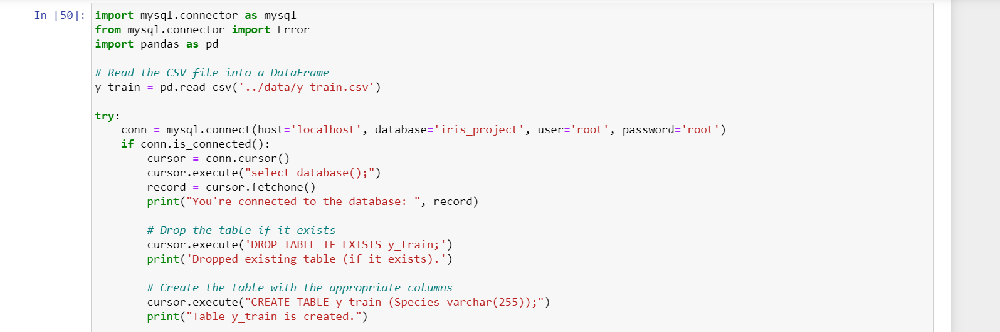 In [50]: import mysql.connector as mysql
from mysql.connector import Error
import pandas as pd
# Read the CSV file into a DataFrame
y_train = pd.read_csv('../data/y_train.csv')
try:
    conn = mysql.connect(host='localhost', database='iris_project', user='root', password='root')
    if conn.is_connected():
        cursor = conn.cursor()
        cursor.execute("select database();")
        record = cursor.fetchone()
        print("You're connected to the database: ", record)
        # Drop the table if it exists
        cursor.execute('DROP TABLE IF EXISTS y_train;')
        print('Dropped existing table (if it exists).')
        # Create the table with the appropriate columns
        cursor.execute("CREATE TABLE y_train (Species varchar(255));")
        print("Table y_train is created.")